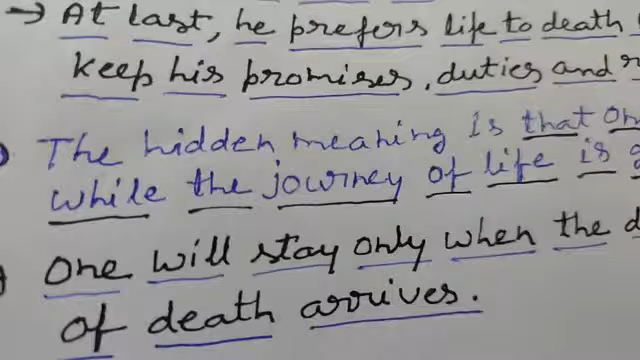 → At last, he prefers life to death
keep his promises, duties and
The hidden meaning is that
while the journey of life is
One will stay only when the
of death arrives.